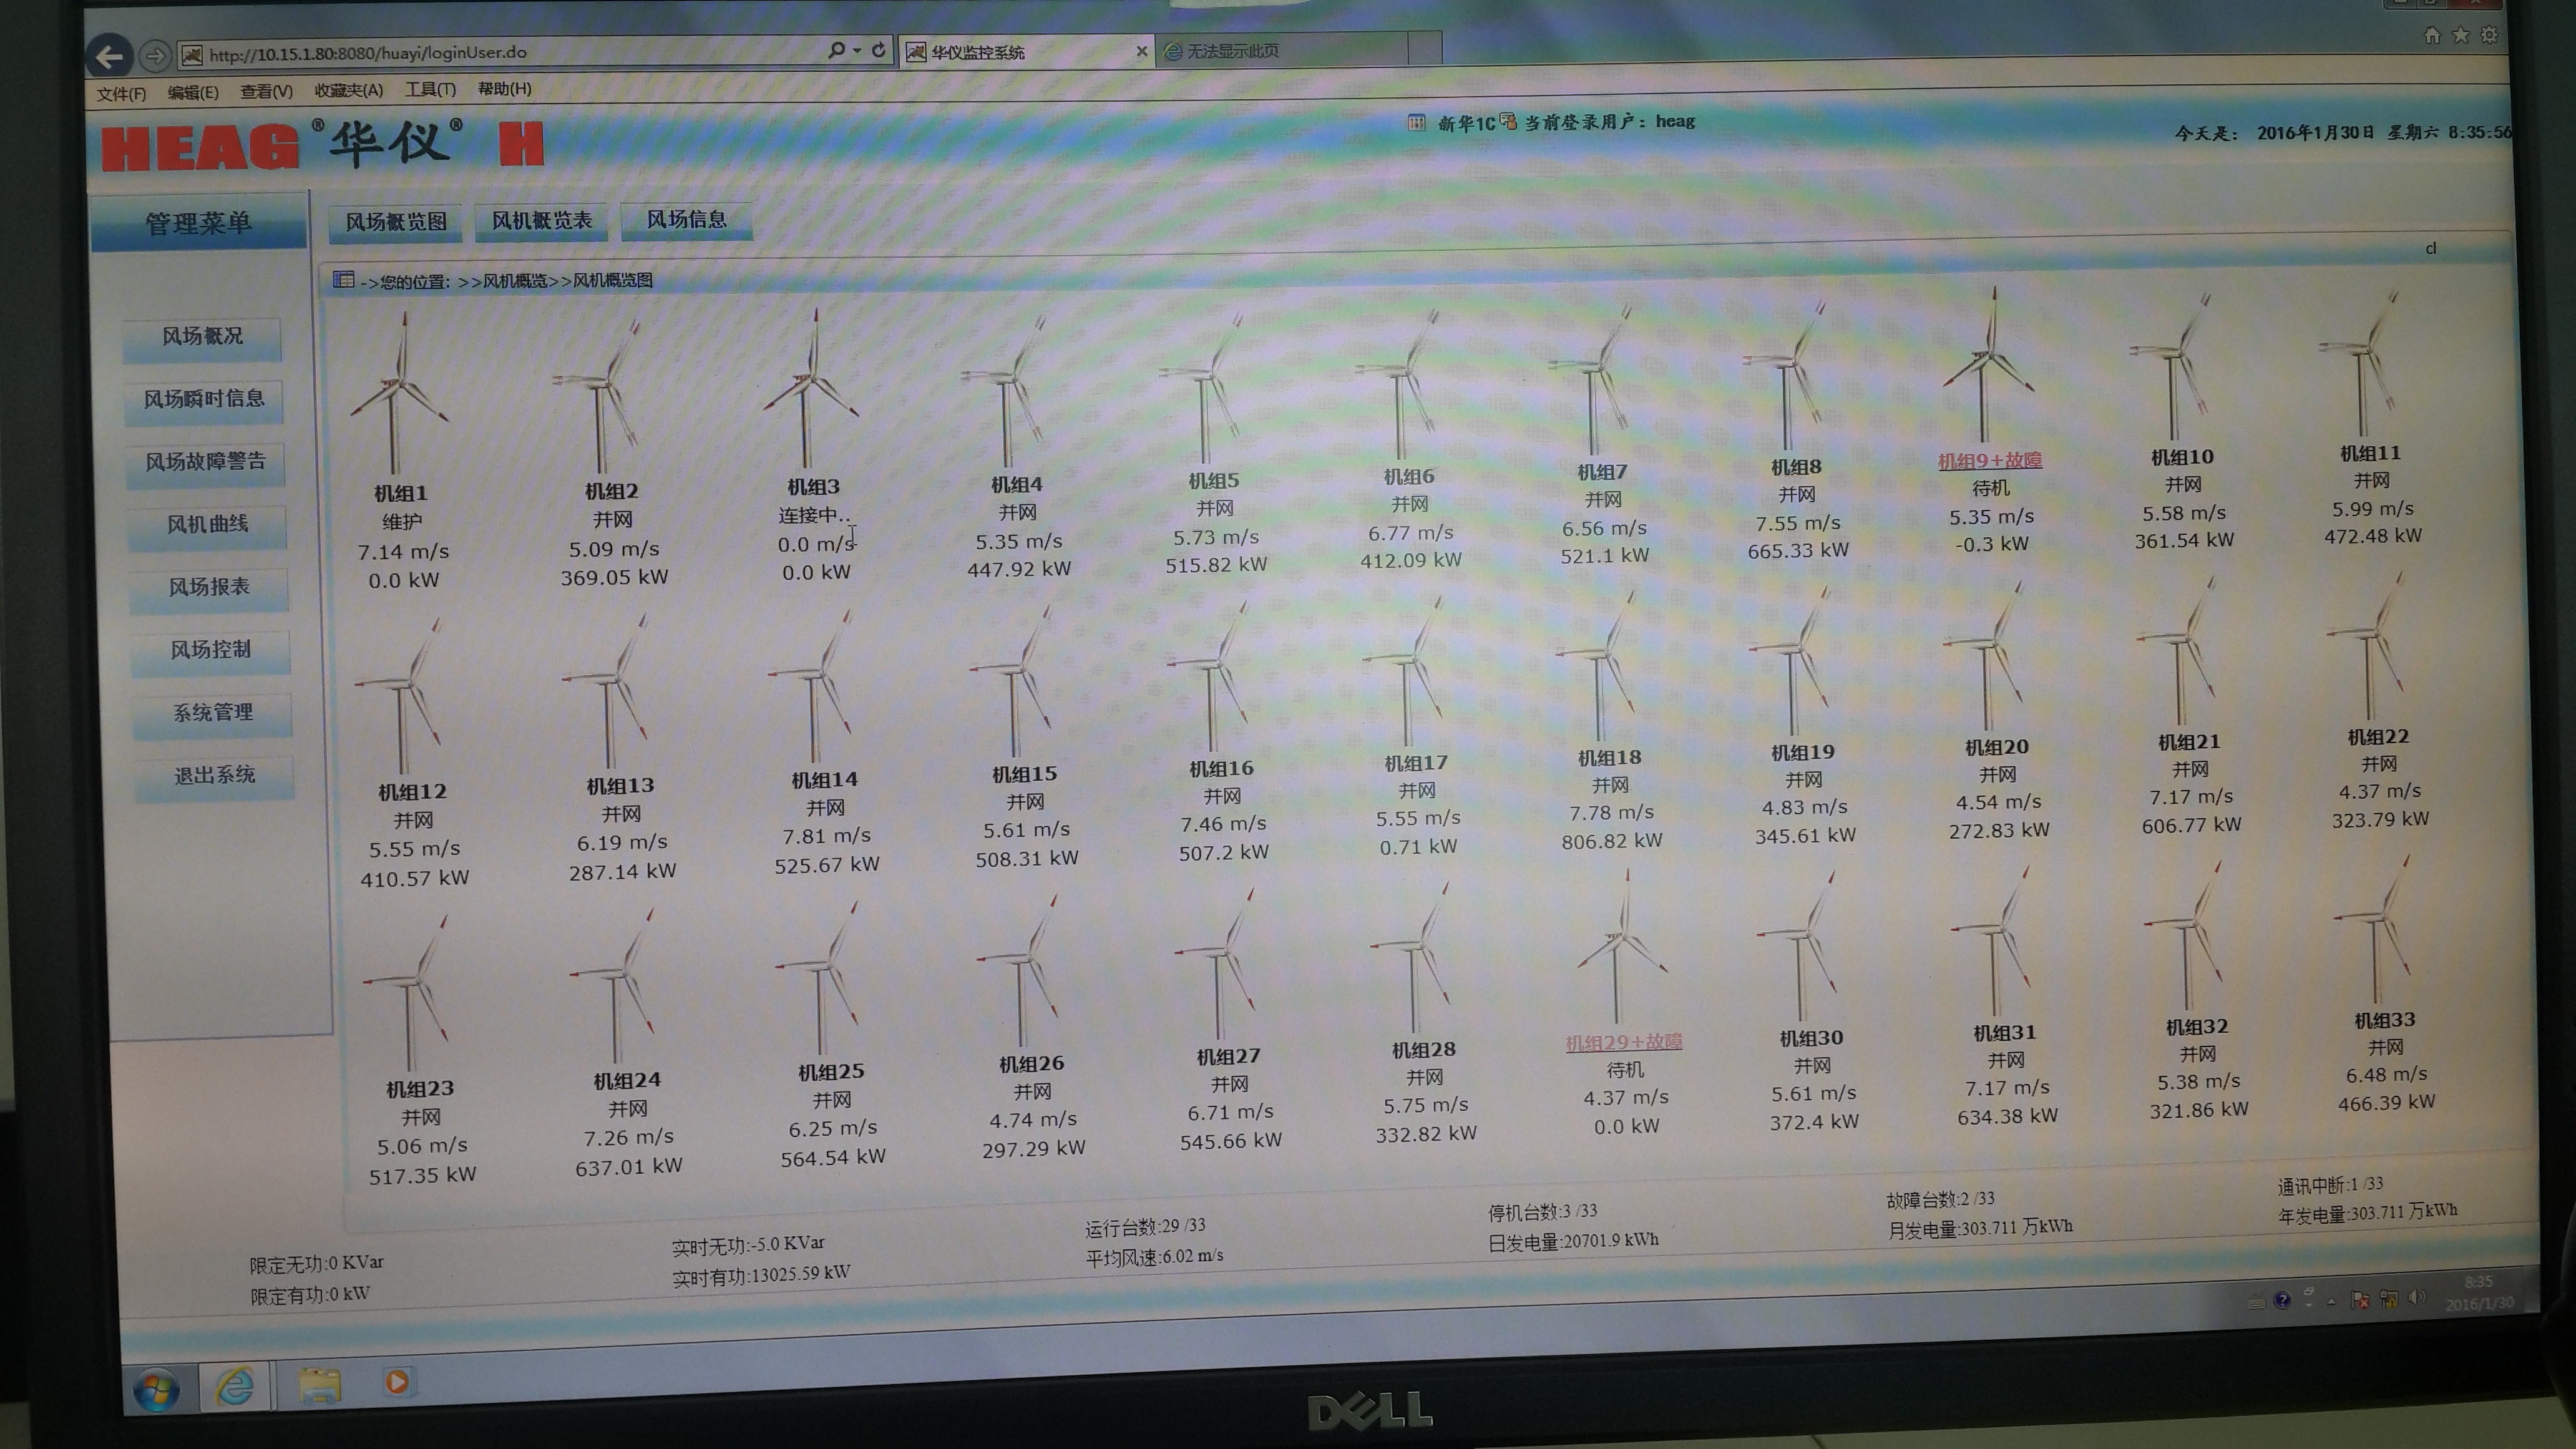 http://10.15.1.80:8080/huayi/loginUser.do 华仪监控系统 无法显示此页
文件(F) 编辑(E) 查看(V) 收藏夹(A) 工具(T) 帮助(H)
HEAG®华仪® H
新华1C 当前登录用户：heag
今天是： 2016年1月30日 星期六 8:35:56
管理菜单
风场概览图 风机概览表 风场信息
cl
->您的位置：>>风机概览>>风机概览图
风场概况
风场瞬时信息
风场故障警告
风机曲线
风场报表
风场控制
系统管理
退出系统
机组1 机组2 机组3 机组4 机组5 机组6 机组7 机组8 机组9+故障 机组10 机组11
维护 并网 连接中.. 并网 并网 并网 并网 并网 待机 并网 并网
7.14 m/s 5.09 m/s 0.0 m/s 5.35 m/s 5.73 m/s 6.77 m/s 6.56 m/s 7.55 m/s 5.35 m/s 5.58 m/s 5.99 m/s
0.0 kW 369.05 kW 0.0 kW 447.92 kW 515.82 kW 412.09 kW 521.1 kW 665.33 kW -0.3 kW 361.54 kW 472.48 kW
机组12 机组13 机组14 机组15 机组16 机组17 机组18 机组19 机组20 机组21 机组22
并网 并网 并网 并网 并网 并网 并网 并网 并网 并网 并网
5.55 m/s 6.19 m/s 7.81 m/s 5.61 m/s 7.46 m/s 5.55 m/s 7.78 m/s 4.83 m/s 4.54 m/s 7.17 m/s 4.37 m/s
410.57 kW 287.14 kW 525.67 kW 508.31 kW 507.2 kW 0.71 kW 806.82 kW 345.61 kW 272.83 kW 606.77 kW 323.79 kW
机组23 机组24 机组25 机组26 机组27 机组28 机组29+故障 机组30 机组31 机组32 机组33
并网 并网 并网 并网 并网 并网 待机 并网 并网 并网 并网
5.06 m/s 7.26 m/s 6.25 m/s 4.74 m/s 6.71 m/s 5.75 m/s 4.37 m/s 5.61 m/s 7.17 m/s 5.38 m/s 6.48 m/s
517.35 kW 637.01 kW 564.54 kW 297.29 kW 545.66 kW 332.82 kW 0.0 kW 372.4 kW 634.38 kW 321.86 kW 466.39 kW
限定无功:0 KVar 实时无功:-5.0 KVar 运行台数:29 /33 停机台数:3 /33 故障台数:2 /33 通讯中断:1 /33
限定有功:0 kW 实时有功:13025.59 kW 平均风速:6.02 m/s 日发电量:20701.9 kWh 月发电量:303.711 万kWh 年发电量:303.711 万kWh
8:35
2016/1/30
DELL